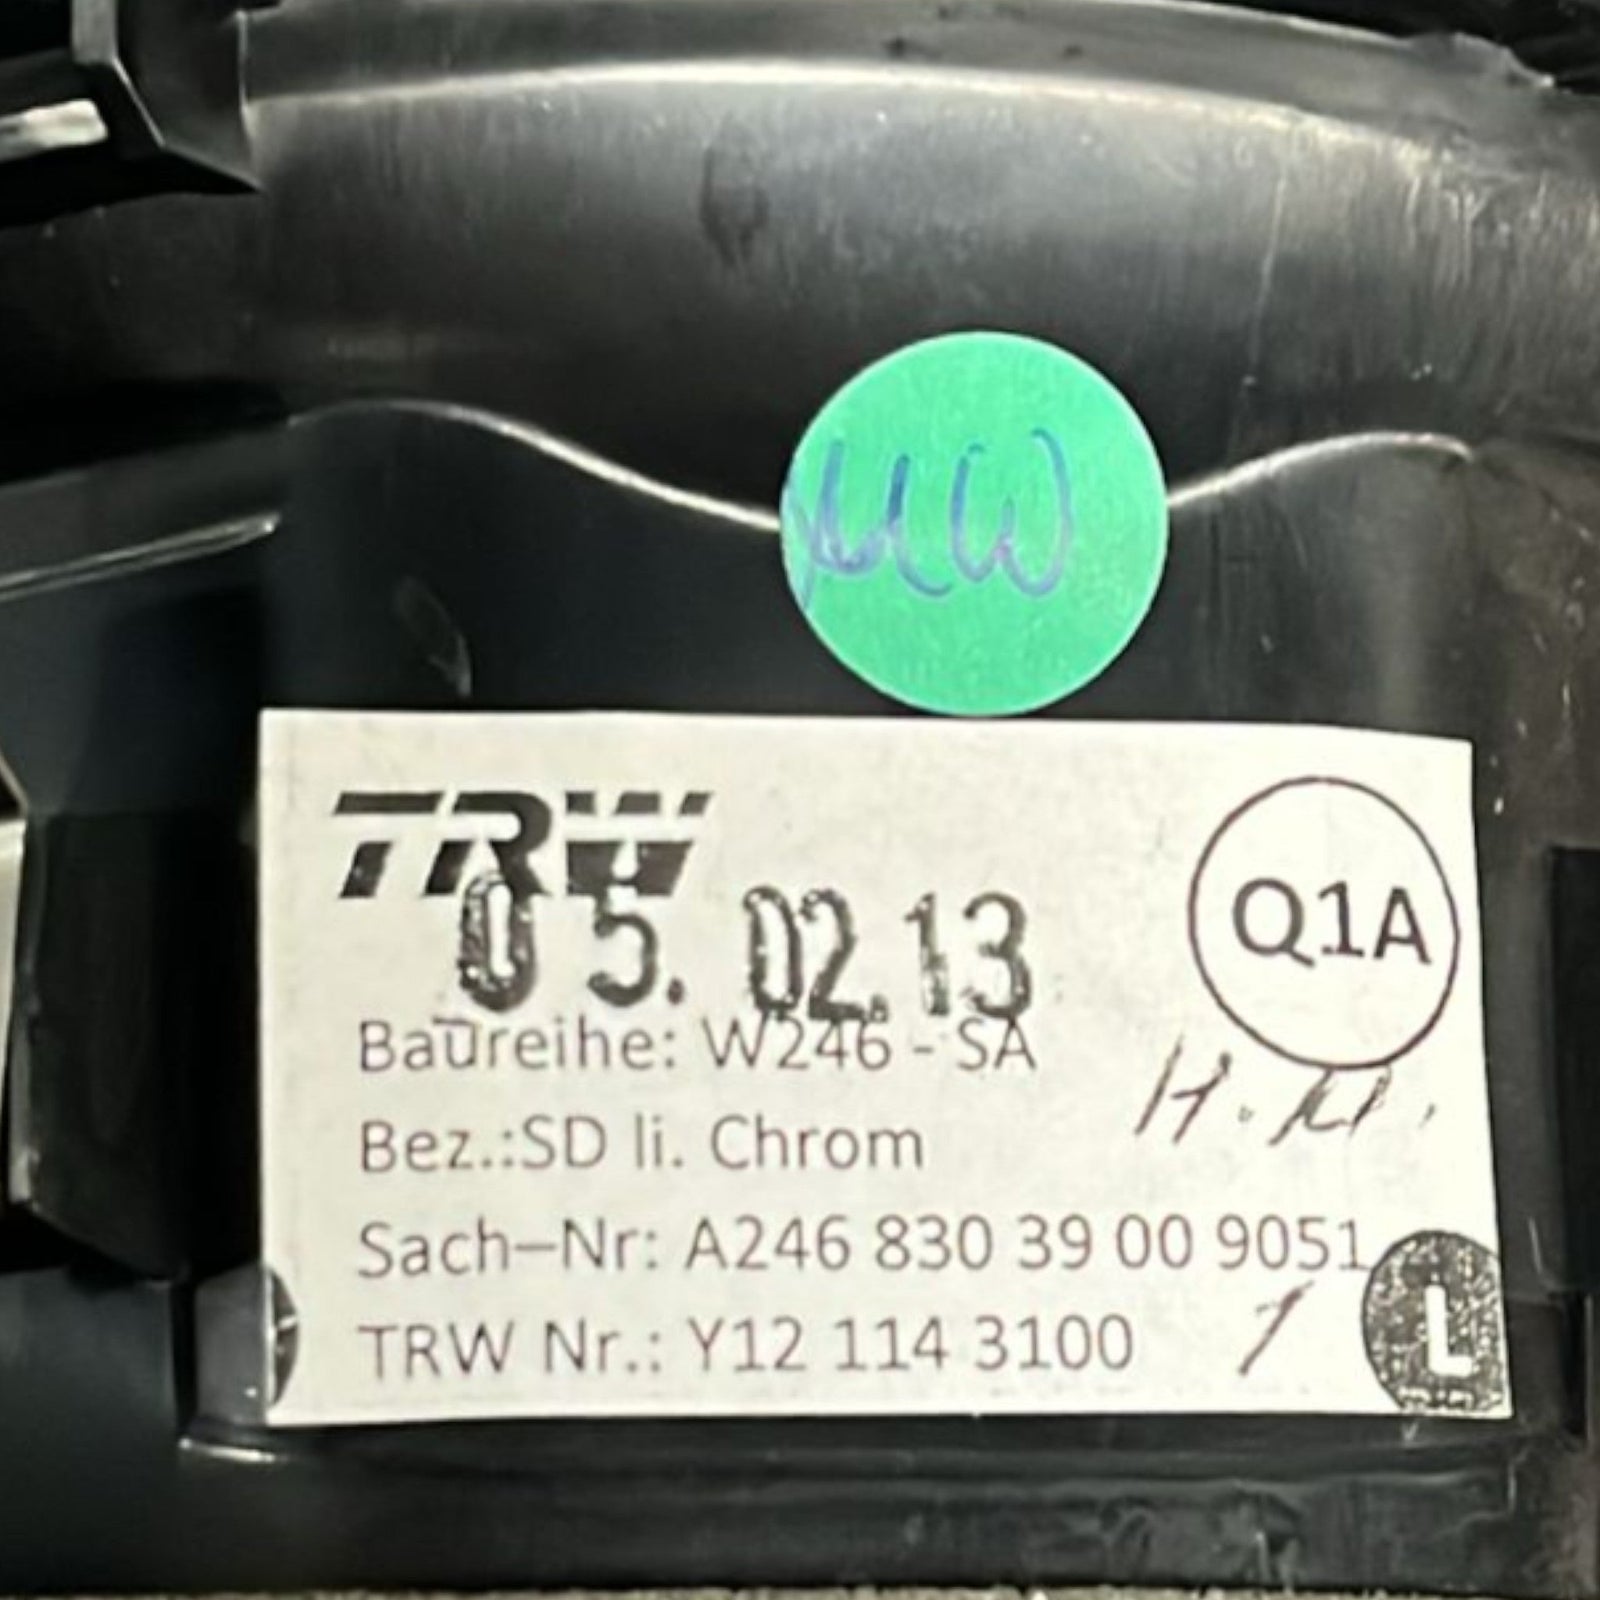 MW
TRW
05.02.13
Q1A
Baureihe: W246 - SA
Bez.:SD li. Chrom
Sach-Nr: A246 830 39 00 9051
TRW Nr.: Y12 114 3100
L